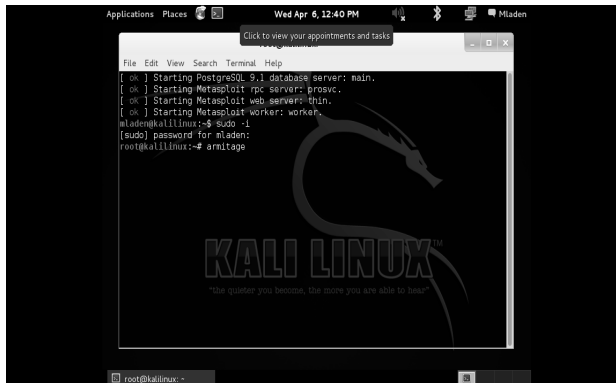 Applications Places Wed Apr 6, 12:40 PM Mladen
Click to view your appointments and tasks
File Edit View Search Terminal Help
[ ok ] Starting PostgreSQL 9.1 database server: main.
[ ok ] Starting Metasploit rpc server: prosvc.
[ ok ] Starting Metasploit web server: thin.
[ ok ] Starting Metasploit worker: worker.
mladen@kalilinux:~$ sudo -i
[sudo] password for mladen:
root@kalilinux:~# armitage
KALI LINUX™
"the quieter you become, the more you are able to hear"
root@kalilinux: ~